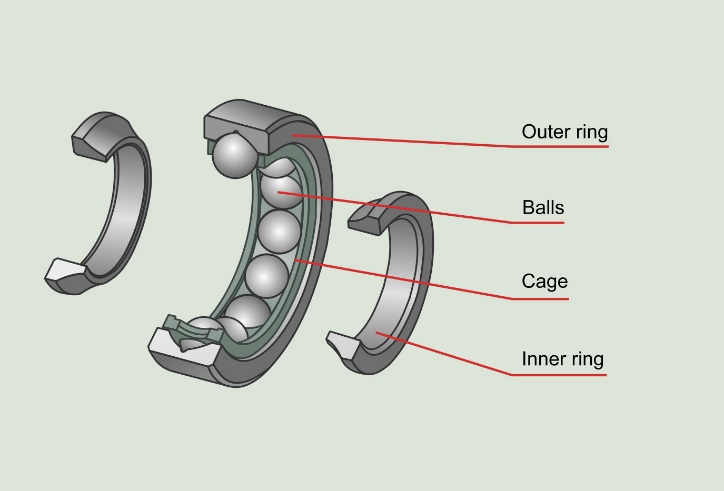 Outer ring
Balls
Cage
Inner ring